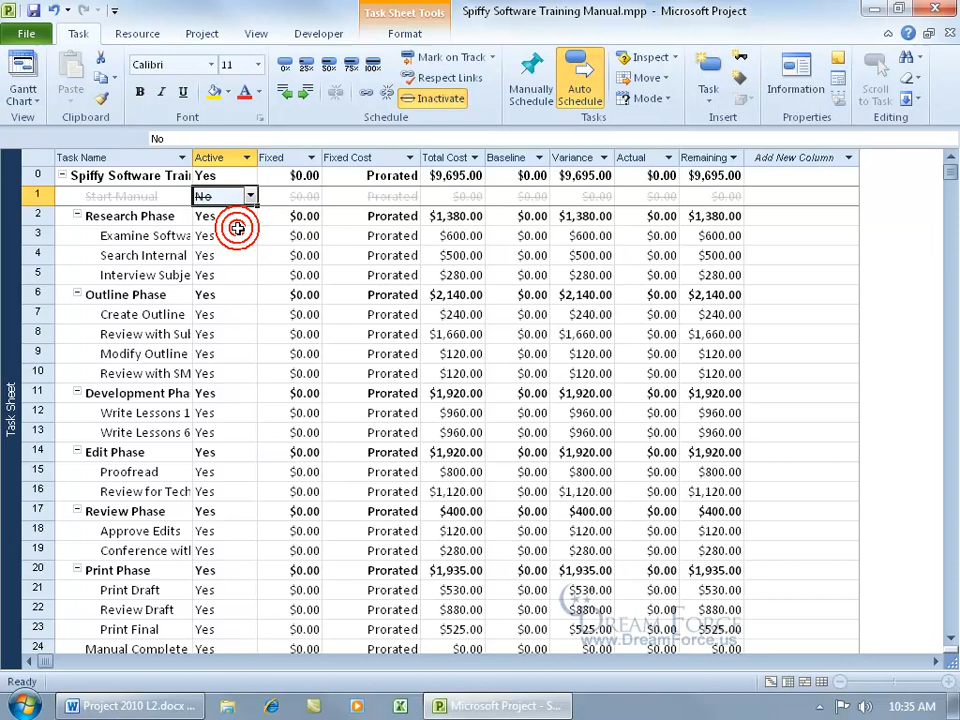 Task Sheet Tools
Spiffy Software Training Manual.mpp - Microsoft Project
File Task Resource Project View Developer Format
Gantt Chart
View
Paste
Clipboard
Calibri 11
B I U A
Font
0% 25% 50% 75% 100%
Mark on Track
Respect Links
Inactivate
Schedule
Manually Schedule
Auto Schedule
Inspect
Move
Mode
Tasks
Task
Insert
Information
Properties
Scroll to Task
Editing
No
Task Name Active Fixed Fixed Cost Total Cost Baseline Variance Actual Remaining Add New Column
0 Spiffy Software Trai Yes $0.00 Prorated $9,695.00 $0.00 $9,695.00 $0.00 $9,695.00
1 Start Manual No $0.00 Prorated $0.00 $0.00 $0.00 $0.00 $0.00
2 Research Phase Yes $0.00 Prorated $1,380.00 $0.00 $1,380.00 $0.00 $1,380.00
3 Examine Softwa Yes $0.00 Prorated $600.00 $0.00 $600.00 $0.00 $600.00
4 Search Internal Yes $0.00 Prorated $500.00 $0.00 $500.00 $0.00 $500.00
5 Interview Subje Yes $0.00 Prorated $280.00 $0.00 $280.00 $0.00 $280.00
6 Outline Phase Yes $0.00 Prorated $2,140.00 $0.00 $2,140.00 $0.00 $2,140.00
7 Create Outline Yes $0.00 Prorated $240.00 $0.00 $240.00 $0.00 $240.00
8 Review with Sub Yes $0.00 Prorated $1,660.00 $0.00 $1,660.00 $0.00 $1,660.00
9 Modify Outline Yes $0.00 Prorated $120.00 $0.00 $120.00 $0.00 $120.00
10 Review with SM Yes $0.00 Prorated $120.00 $0.00 $120.00 $0.00 $120.00
11 Development Pha Yes $0.00 Prorated $1,920.00 $0.00 $1,920.00 $0.00 $1,920.00
12 Write Lessons 1 Yes $0.00 Prorated $960.00 $0.00 $960.00 $0.00 $960.00
13 Write Lessons 6 Yes $0.00 Prorated $960.00 $0.00 $960.00 $0.00 $960.00
14 Edit Phase Yes $0.00 Prorated $1,920.00 $0.00 $1,920.00 $0.00 $1,920.00
15 Proofread Yes $0.00 Prorated $800.00 $0.00 $800.00 $0.00 $800.00
16 Review for Tech Yes $0.00 Prorated $1,120.00 $0.00 $1,120.00 $0.00 $1,120.00
17 Review Phase Yes $0.00 Prorated $400.00 $0.00 $400.00 $0.00 $400.00
18 Approve Edits Yes $0.00 Prorated $120.00 $0.00 $120.00 $0.00 $120.00
19 Conference wit Yes $0.00 Prorated $280.00 $0.00 $280.00 $0.00 $280.00
20 Print Phase Yes $0.00 Prorated $1,935.00 $0.00 $1,935.00 $0.00 $1,935.00
21 Print Draft Yes $0.00 Prorated $530.00 $0.00 $530.00 $0.00 $530.00
22 Review Draft Yes $0.00 Prorated $880.00 $0.00 $880.00 $0.00 $880.00
23 Print Final Yes $0.00 Prorated $525.00 $0.00 $525.00 $0.00 $525.00
24 Manual Complete Yes $0.00 Prorated $0.00 $0.00 $0.00 $0.00 $0.00
Task Sheet
DREAM FORCE
www.DreamForce.us
Ready
Project 2010 L2.docx ...
Microsoft Project - S...
10:35 AM